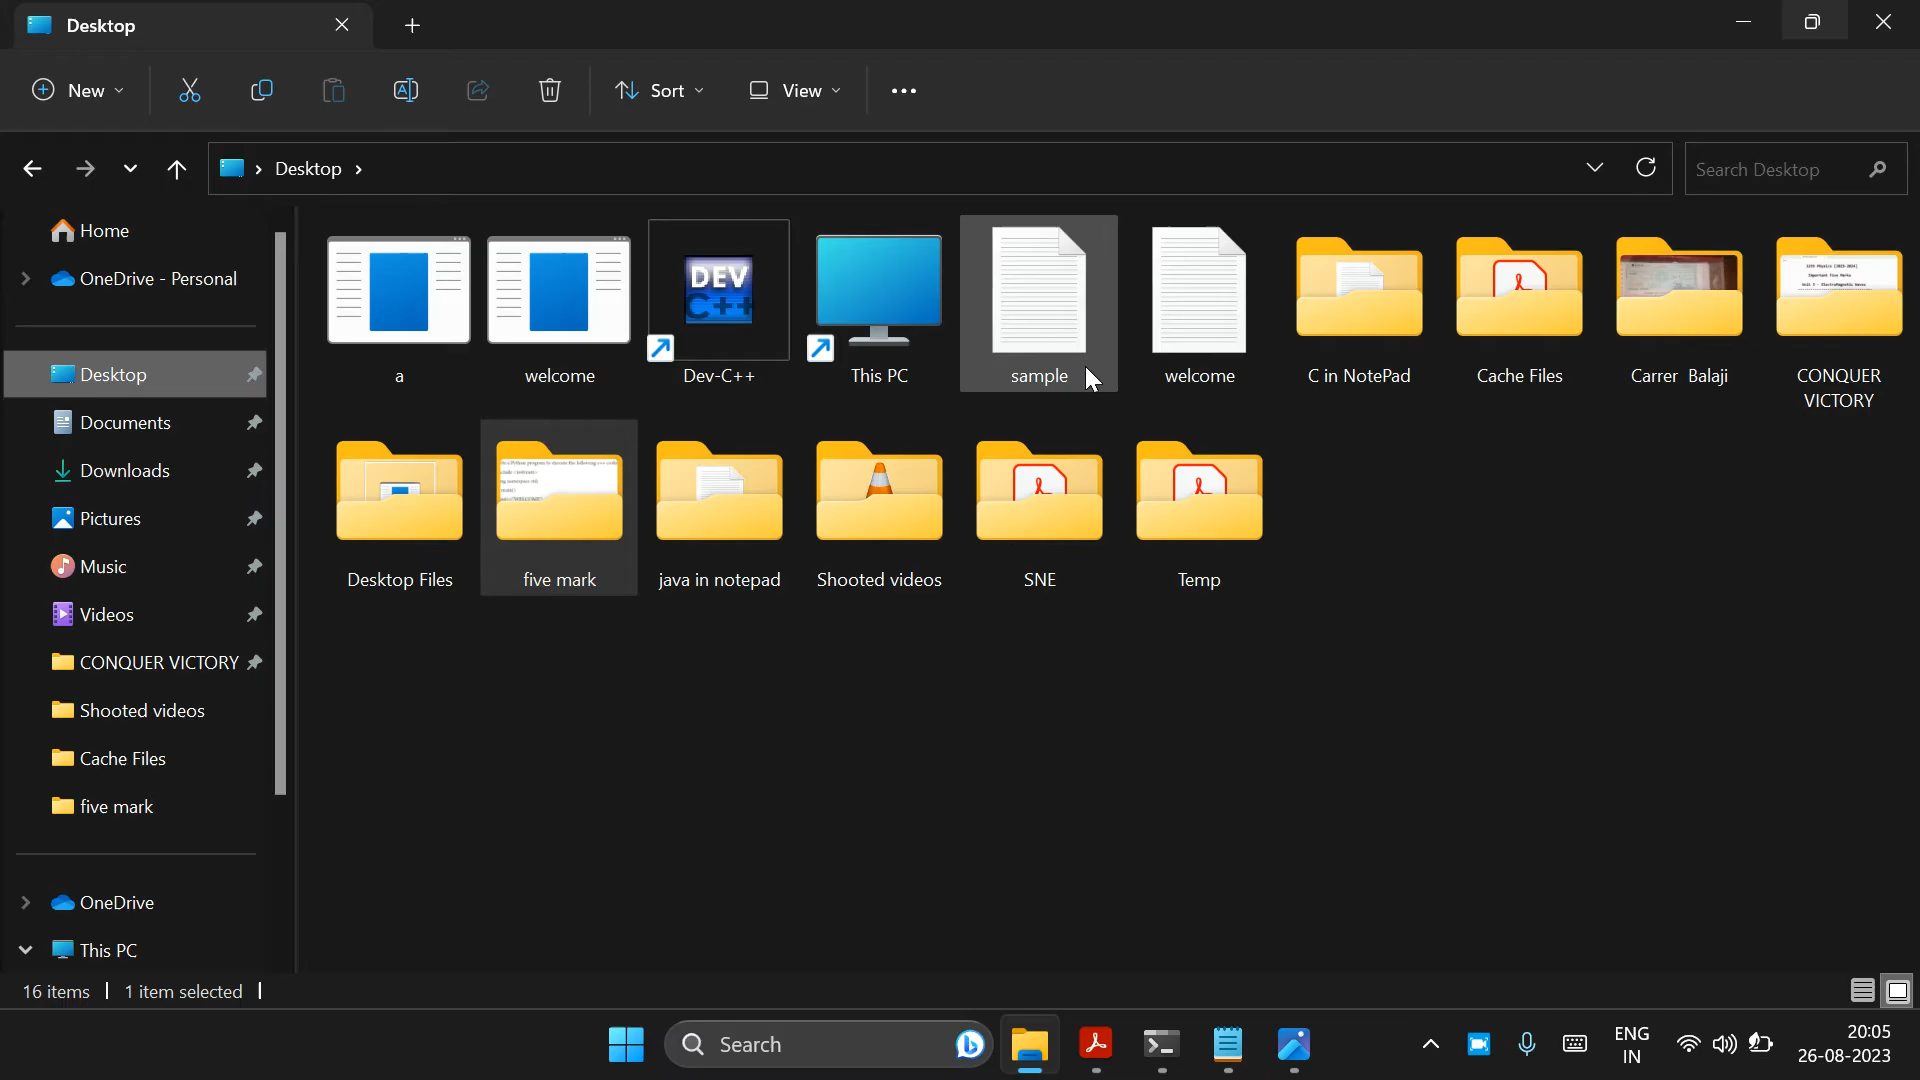 Desktop
New
Sort
View
Desktop
Search Desktop
Home
OneDrive - Personal
Desktop
Documents
Downloads
Pictures
Music
Videos
CONQUER VICTORY
Shooted videos
Cache Files
five mark
OneDrive
This PC
DEV
C++
a
welcome
Dev-C++
This PC
sample
welcome
C in NotePad
Cache Files
Carrer Balaji
CONQUER
VICTORY
Desktop Files
five mark
java in notepad
Shooted videos
SNE
Temp
16 items
1 item selected
Search
ENG
IN
20:05
26-08-2023